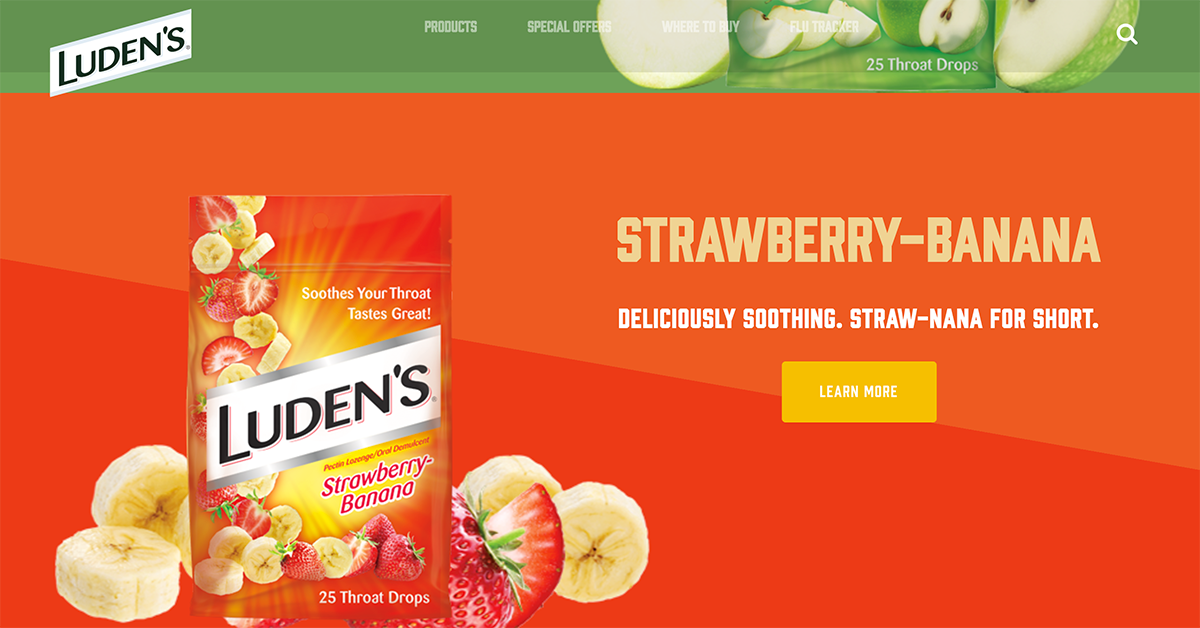 LUDEN'S
PRODUCTS
SPECIAL OFFERS
WHERE TO BUY
FLU TRACKER
25 Throat Drops
STRAWBERRY-BANANA
DELICIOUSLY SOOTHING. STRAW-NANA FOR SHORT.
LEARN MORE
Soothes Your Throat
Tastes Great!
LUDEN'S
Pectin Lozenge/Oral Demulcent
Strawberry-
Banana
25 Throat Drops